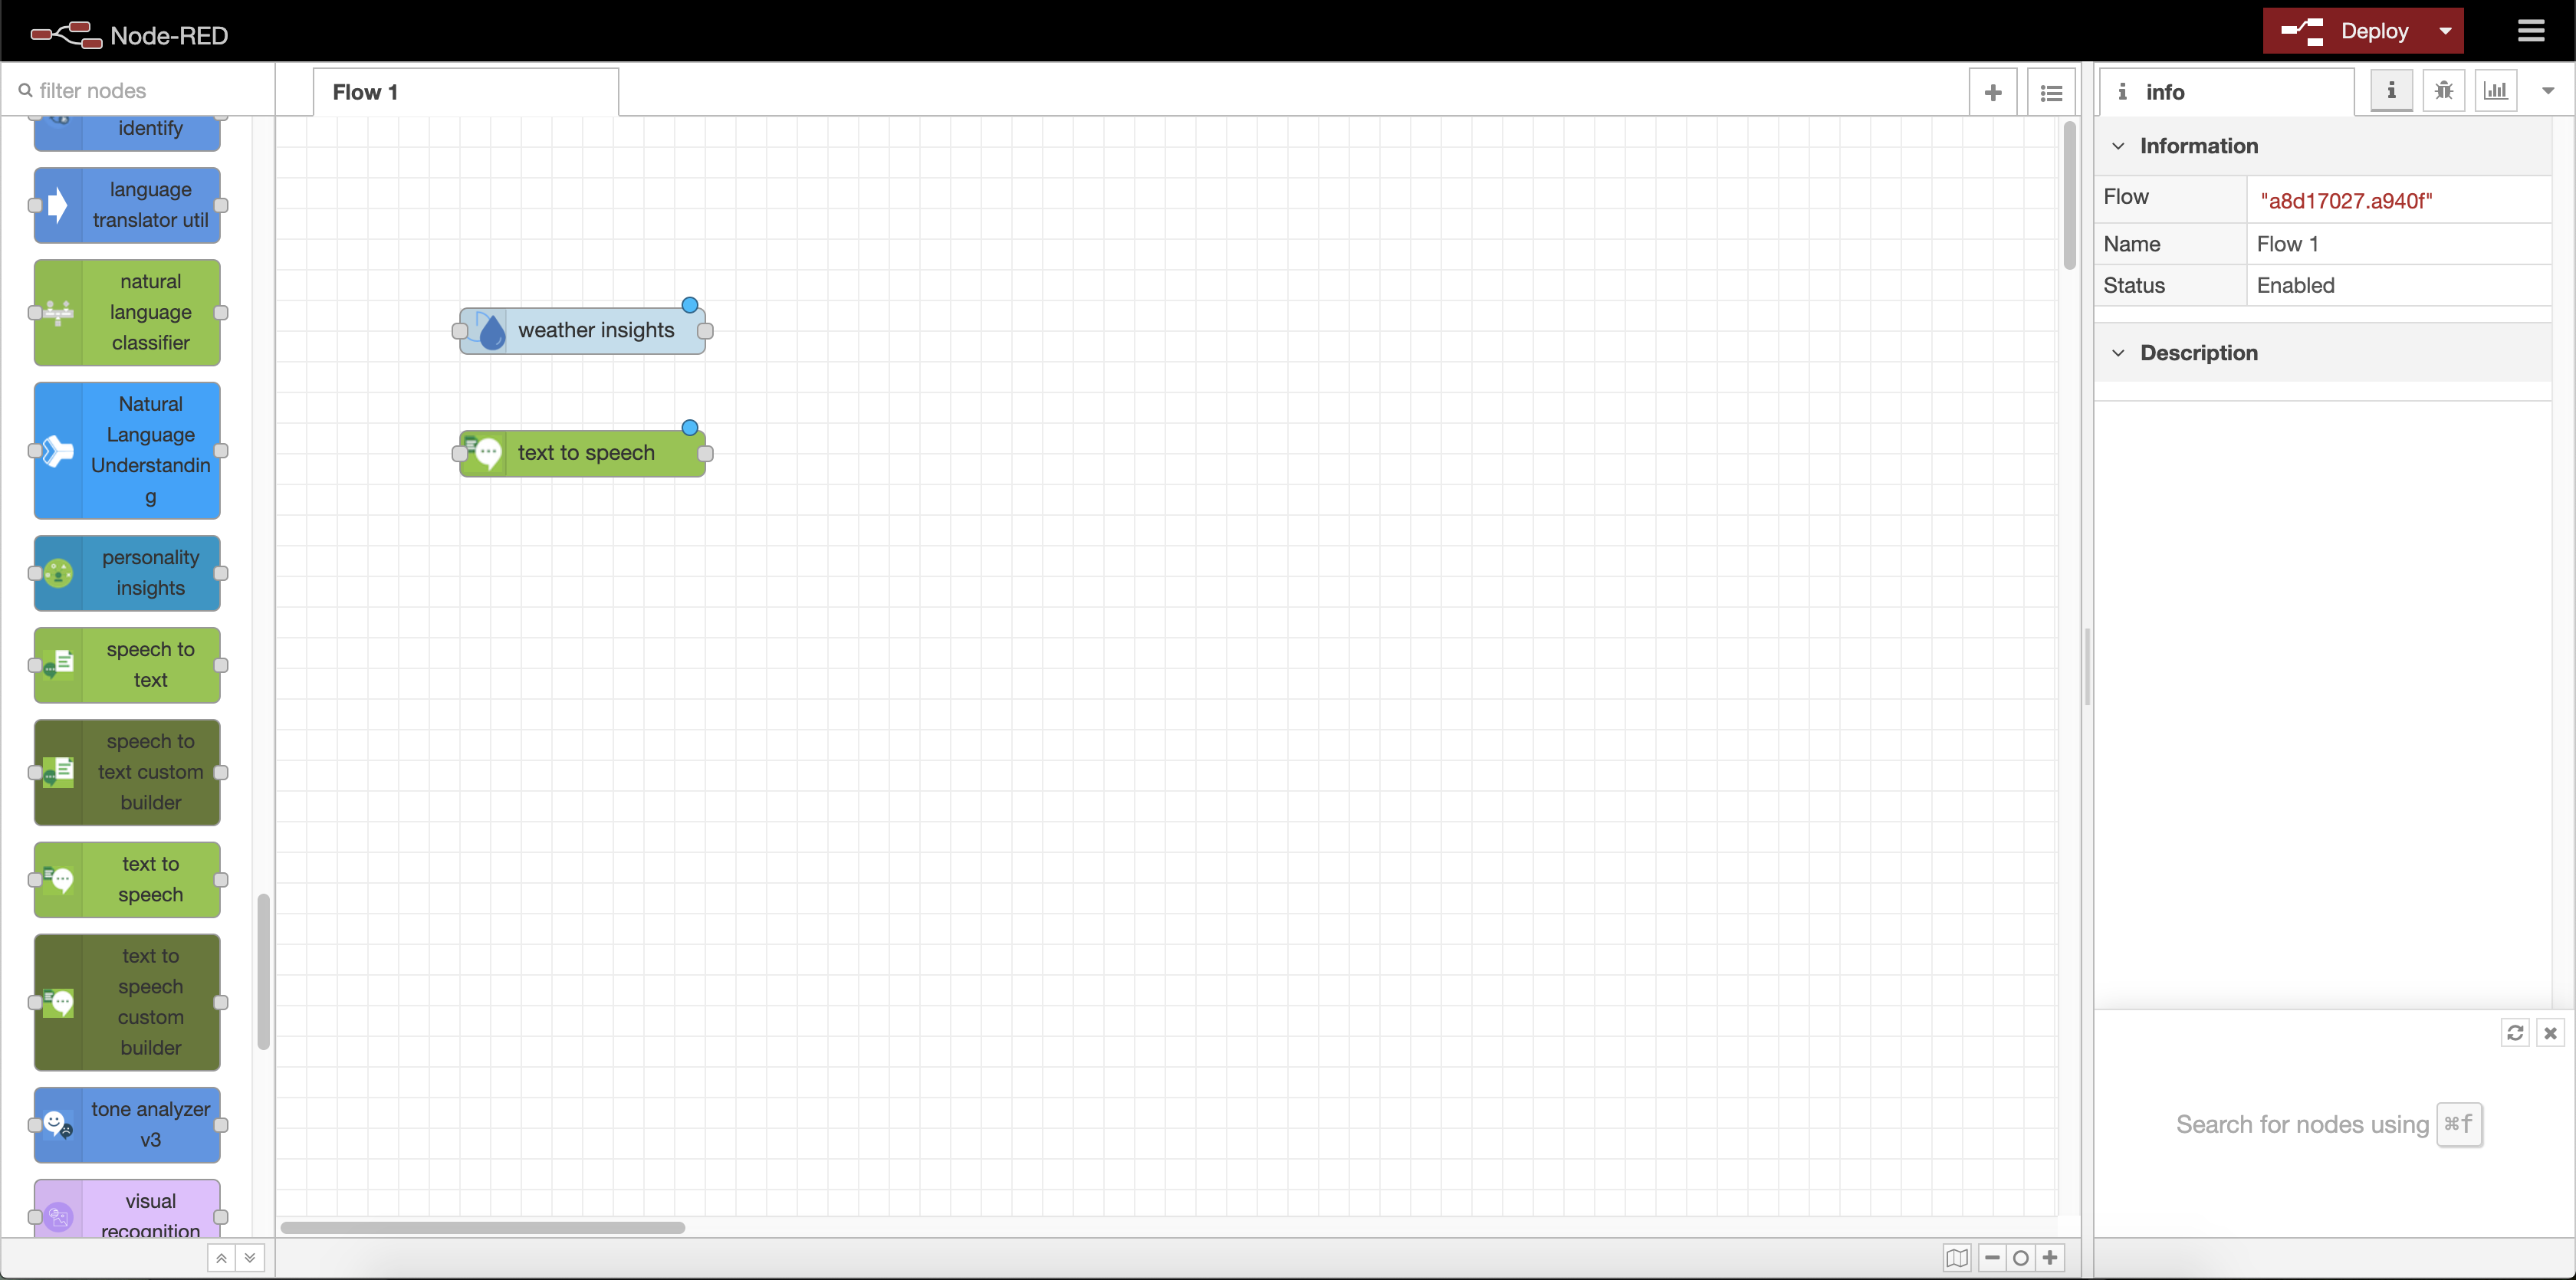 Node-RED
Deploy
filter nodes
Flow 1
info
identify
language
translator util
natural
language
classifier
Natural
Language
Understandin
g
personality
insights
speech to
text
speech to
text custom
builder
text to
speech
text to
speech
custom
builder
tone analyzer
v3
visual
recognition
weather insights
text to speech
Information
Flow "a8d17027.a940f"
Name Flow 1
Status Enabled
Description
Search for nodes using ⌘f